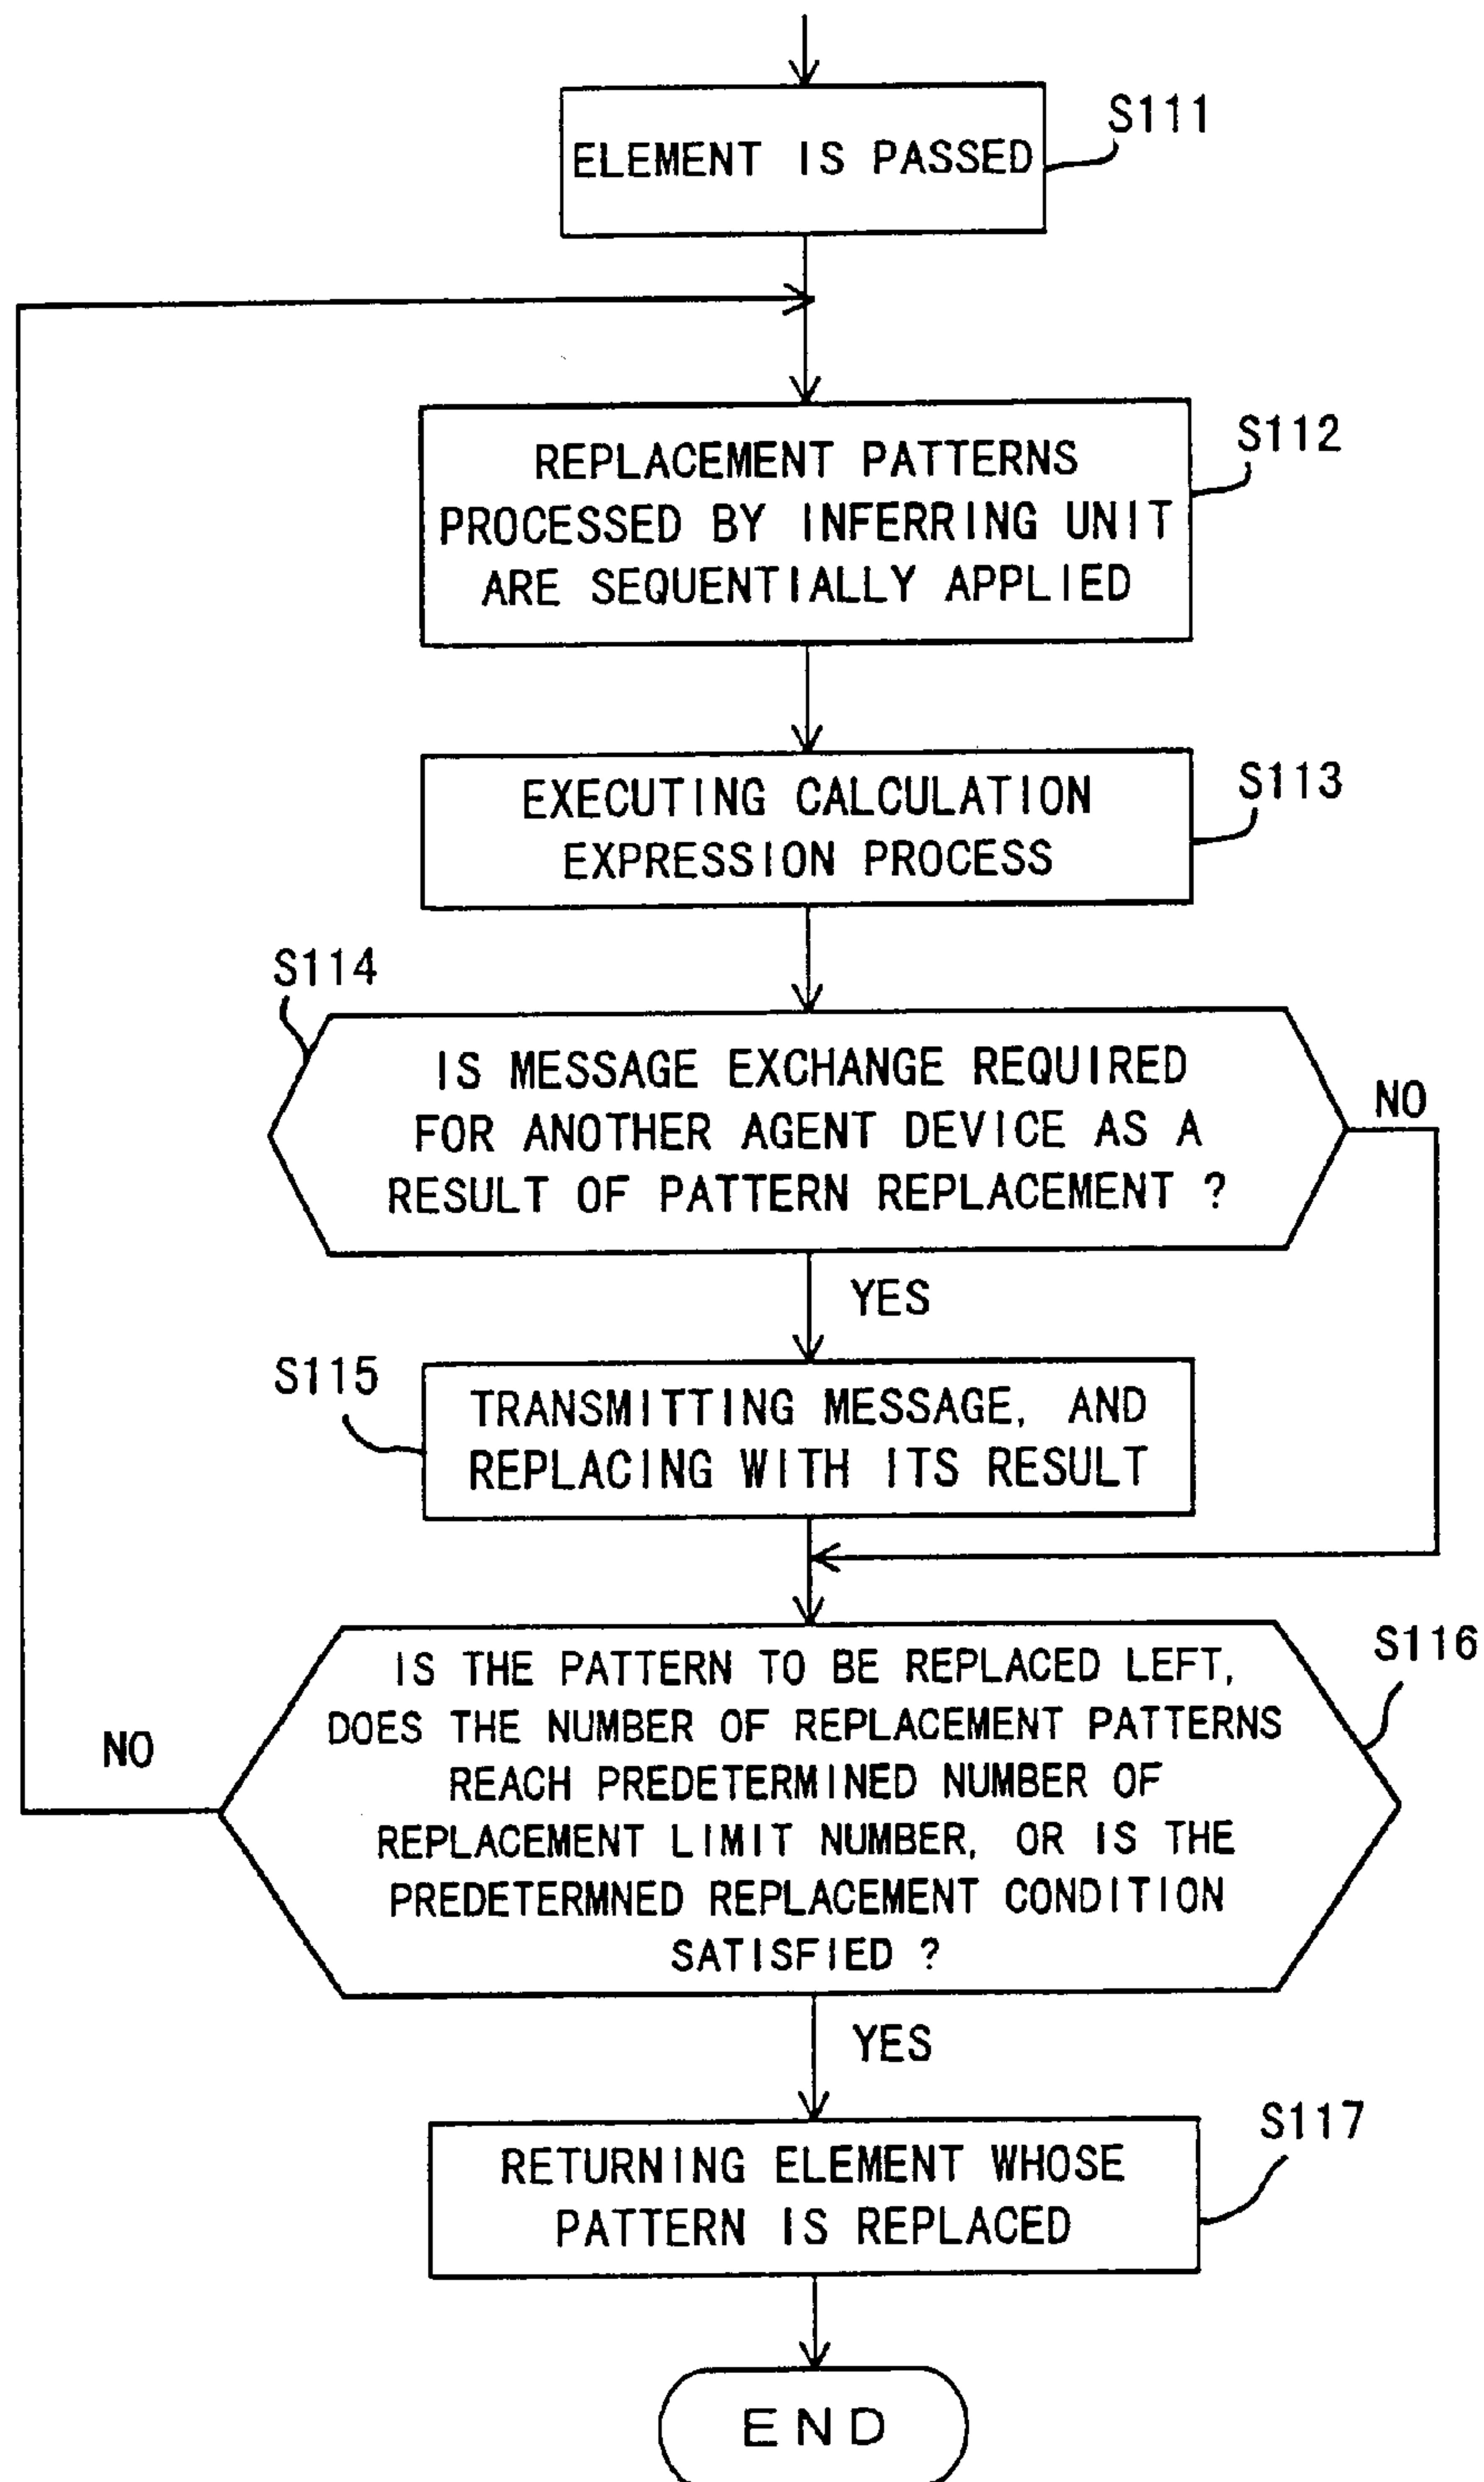 ELEMENT IS PASSED
S111
REPLACEMENT PATTERNS
PROCESSED BY INFERRING UNIT
ARE SEQUENTIALLY APPLIED
S112
EXECUTING CALCULATION
EXPRESSION PROCESS
S113
S114
IS MESSAGE EXCHANGE REQUIRED
FOR ANOTHER AGENT DEVICE AS A
RESULT OF PATTERN REPLACEMENT ?
NO
YES
S115
TRANSMITTING MESSAGE, AND
REPLACING WITH ITS RESULT
S116
IS THE PATTERN TO BE REPLACED LEFT,
DOES THE NUMBER OF REPLACEMENT PATTERNS
REACH PREDETERMINED NUMBER OF
REPLACEMENT LIMIT NUMBER, OR IS THE
PREDETERMNED REPLACEMENT CONDITION
SATISFIED ?
NO
YES
RETURNING ELEMENT WHOSE
PATTERN IS REPLACED
S117
END